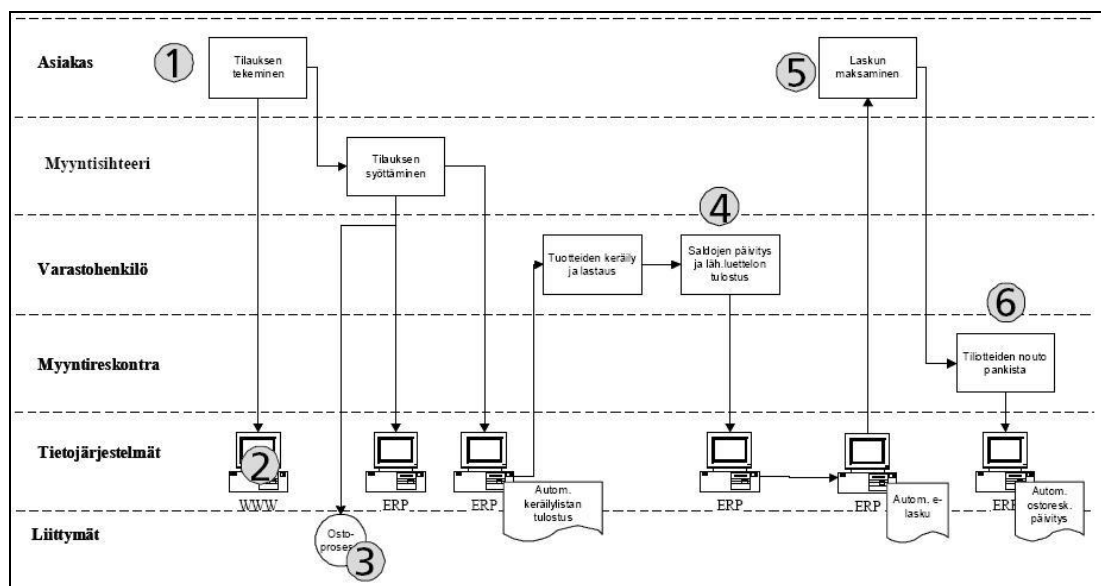 Asiakas
1
Tilauksen
tekeminen
5
Laskun
maksaminen
Myyntisihteeri
Tilauksen
syöttäminen
Varastohenkilö
Tuotteiden keräily
ja lastaus
4
Saldojen päivitys
ja läh.luettelon
tulostus
Myyntireskontra
6
Tiliotteiden nouto
pankista
Tietojärjestelmät
2
WWW
ERP
ERP
Autom.
keräilylistan
tulostus
ERP
ERP
Autom. e-
lasku
ERP
Autom.
ostoresk.
päivitys
Liittymät
Osto-
3